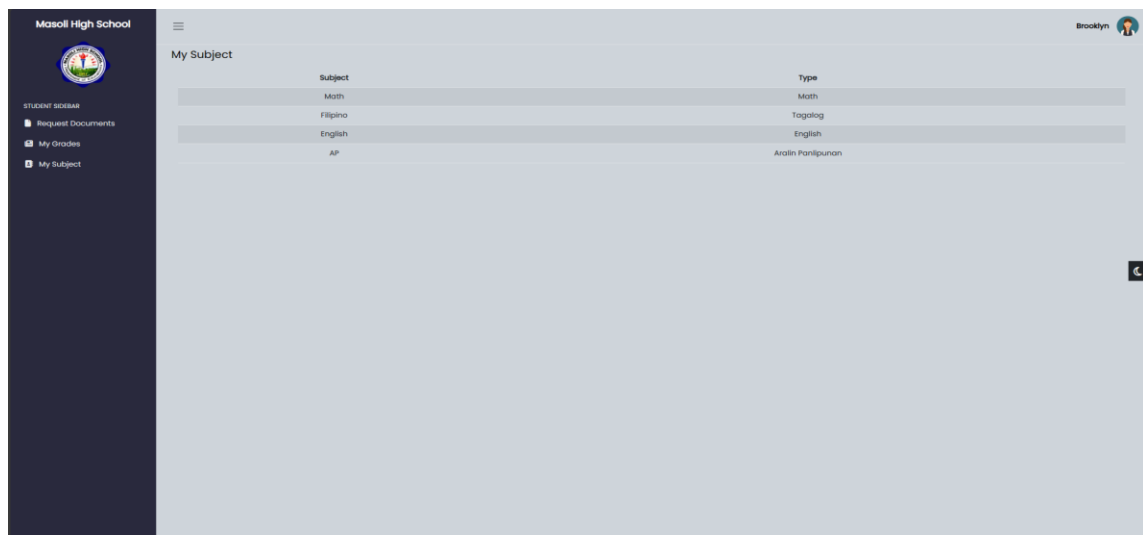 Masoli High School
Brooklyn
My Subject
Subject Type
Math Math
Filipino Tagalog
English English
AP Aralin Panlipunan
STUDENT SIDEBAR
Request Documents
My Grades
My Subject